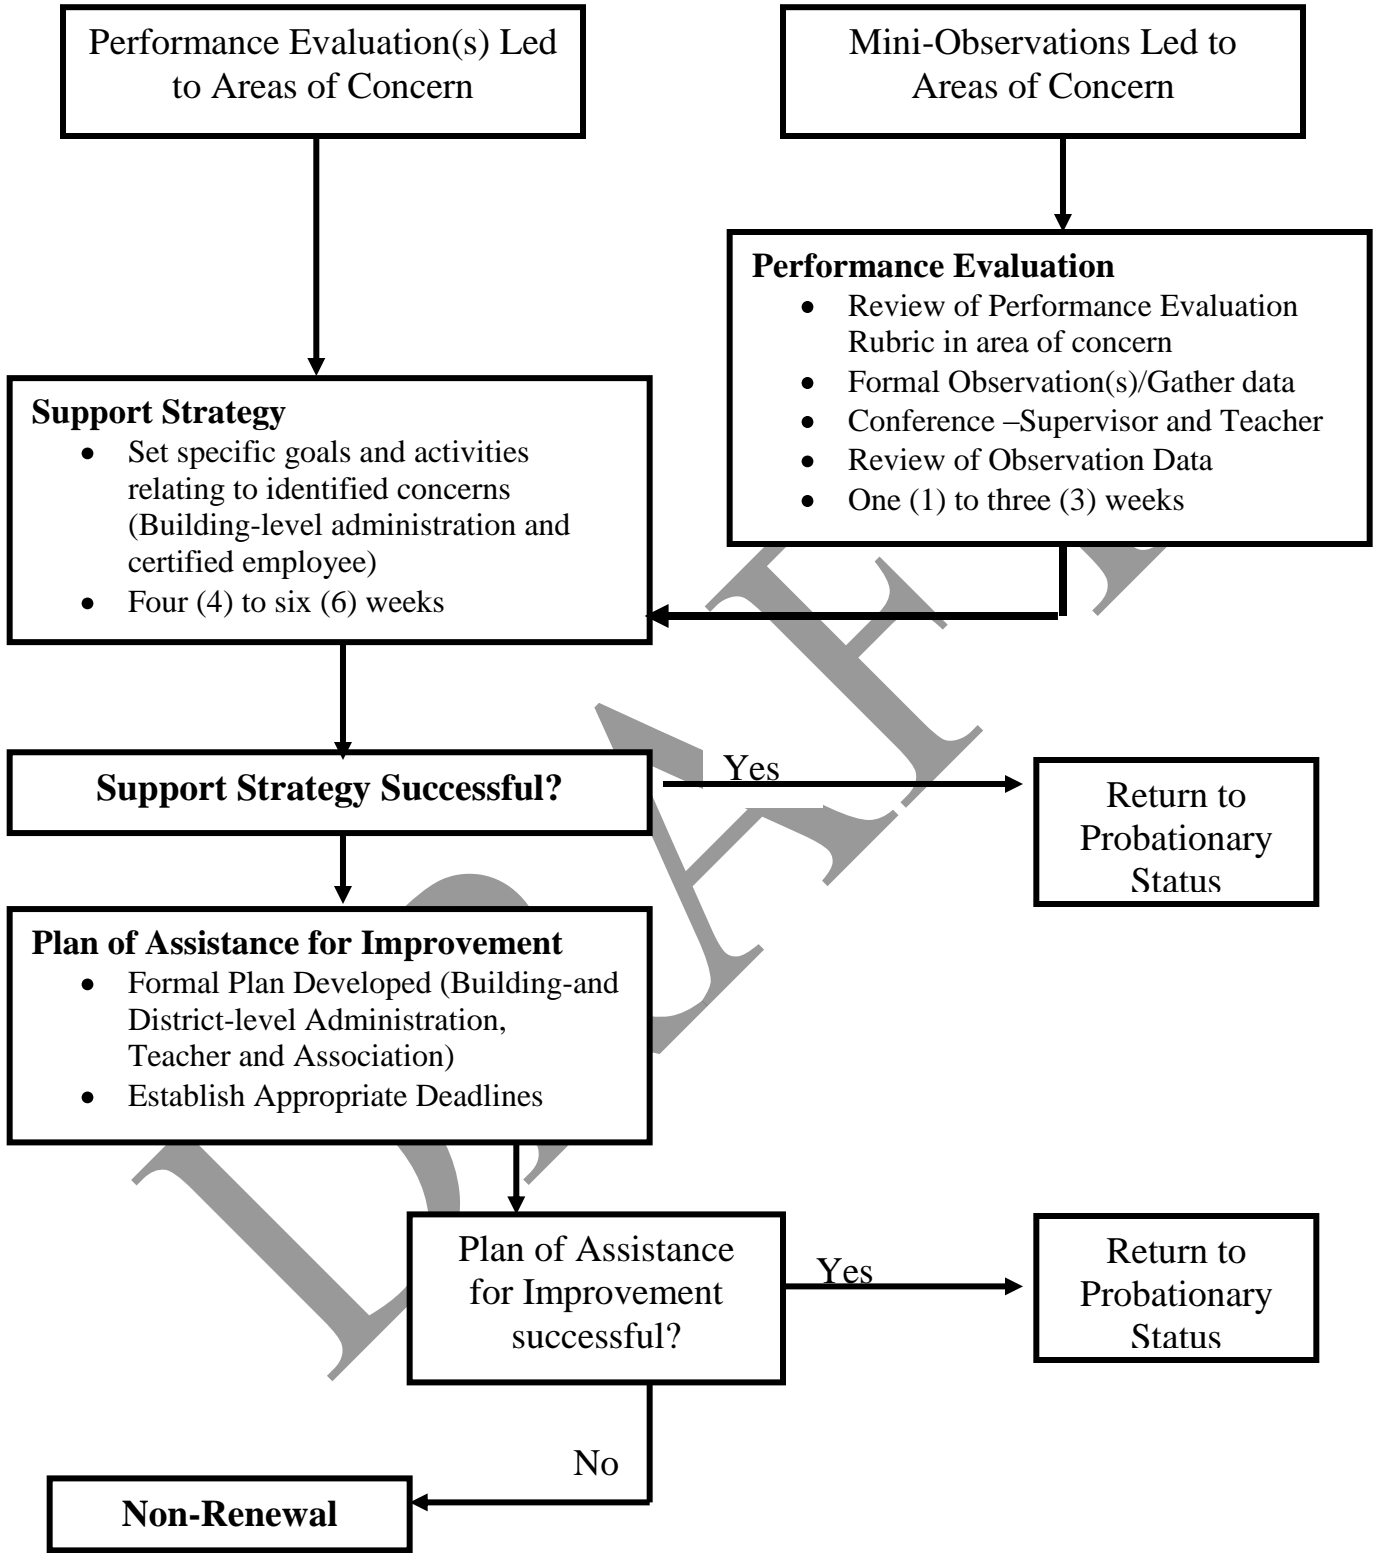 Performance Evaluation(s) Led
to Areas of Concern
Mini-Observations Led to
Areas of Concern
Performance Evaluation
• Review of Performance Evaluation
Rubric in area of concern
• Formal Observation(s)/Gather data
• Conference –Supervisor and Teacher
• Review of Observation Data
• One (1) to three (3) weeks
Support Strategy
• Set specific goals and activities
relating to identified concerns
(Building-level administration and
certified employee)
• Four (4) to six (6) weeks
Support Strategy Successful?
Yes
Return to
Probationary
Status
Plan of Assistance for Improvement
• Formal Plan Developed (Building-and
District-level Administration,
Teacher and Association)
• Establish Appropriate Deadlines
Plan of Assistance
for Improvement
successful?
Yes
Return to
Probationary
Status
No
Non-Renewal
DRAFT